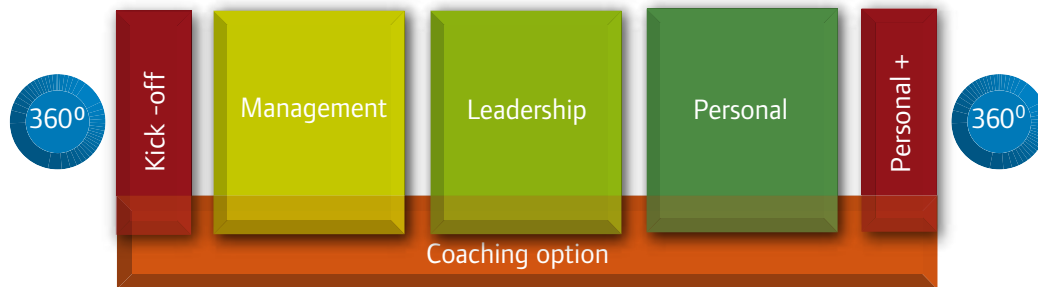 360⁰
Kick -off
Management
Leadership
Personal
Personal +
360⁰
Coaching option